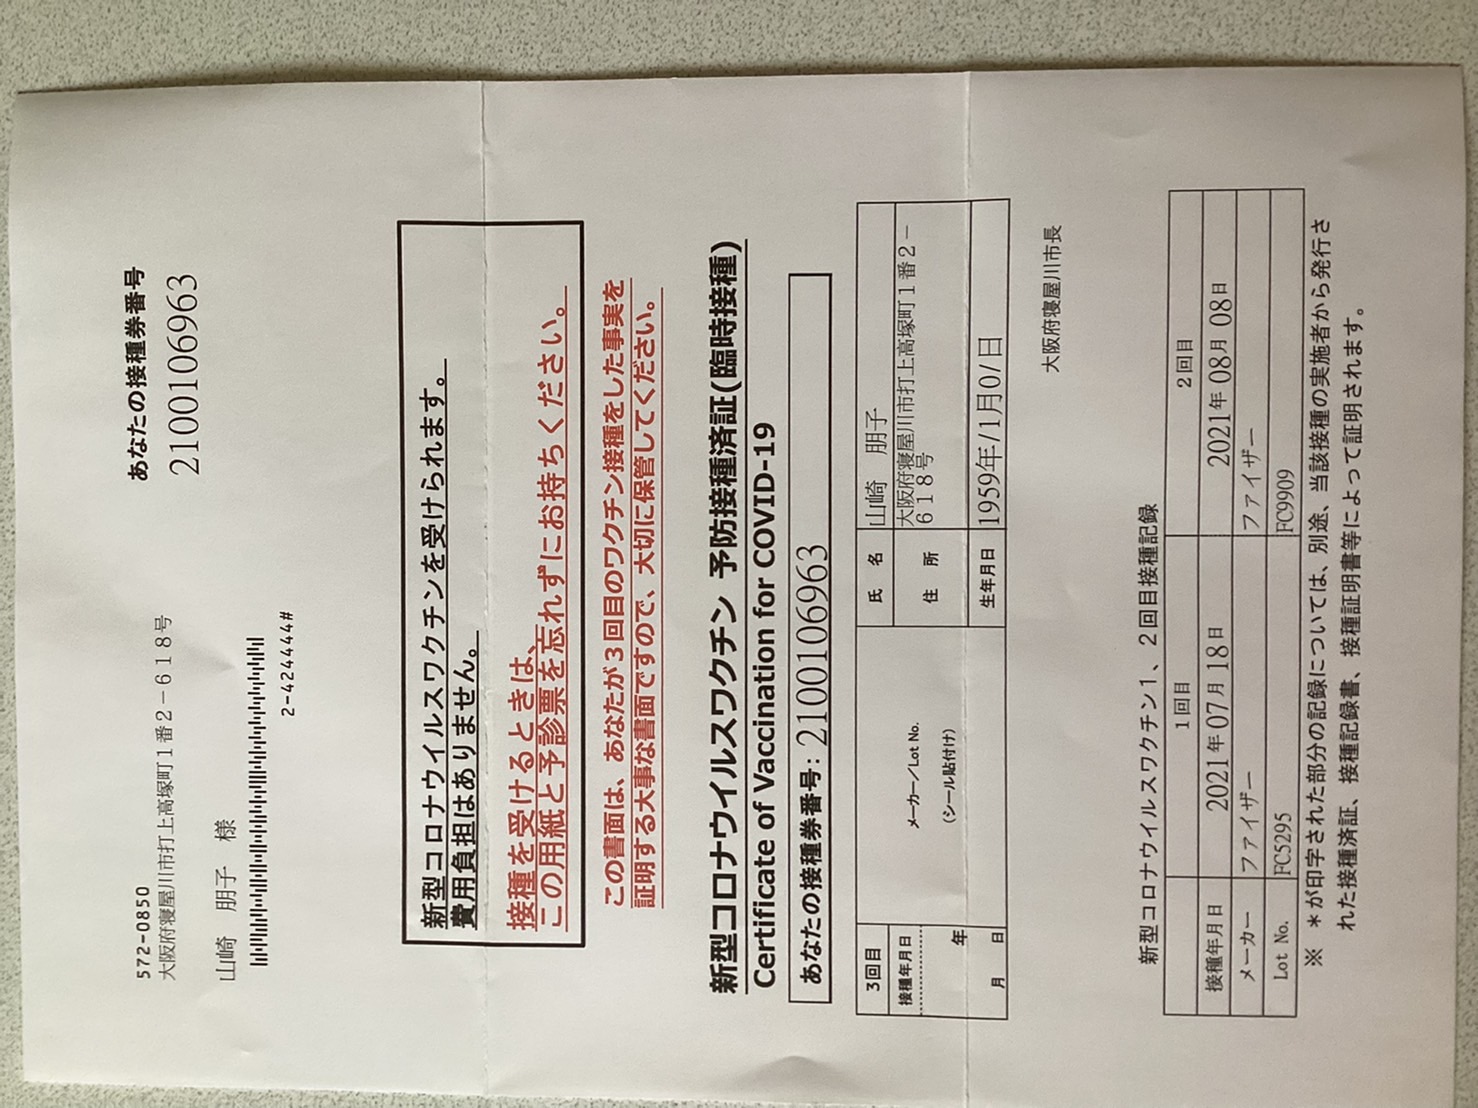 572-0850
大阪府寝屋川市打上高塚町1番2－618号
山崎　朋子　様
2-424444#
あなたの接種券番号
2100106963
新型コロナウイルスワクチンを受けられます。
費用負担はありません。
接種を受けるときは、
この用紙と予診票を忘れずにお持ちください。
この書面は、あなたが3回目のワクチン接種をした事実を
証明する大事な書面ですので、大切に保管してください。
新型コロナウイルスワクチン 予防接種済証(臨時接種)
Certificate of Vaccination for COVID-19
あなたの接種券番号: 2100106963
3回目
接種年月日
年
月　日
メーカー/Lot No.
(シール貼付け)
氏　名　山崎　朋子
住　所　大阪府寝屋川市打上高塚町1番2－
618号
生年月日　1959年/1月0/日
大阪府寝屋川市長
新型コロナウイルスワクチン1、2回目接種記録
1回目　2回目
接種年月日　2021年07月18日　2021年08月08日
メーカー　ファイザー　ファイザー
Lot No.　FC5295　FC9909
※　*が印字された部分の記録については、別途、当該接種の実施者から発行さ
れた接種済証、接種記録書、接種証明書等によって証明されます。